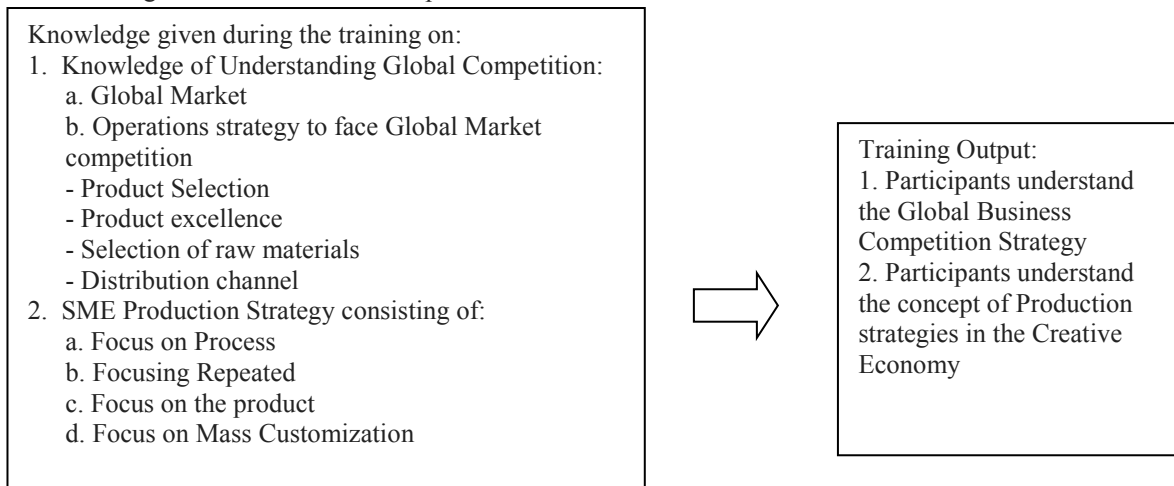 Knowledge given during the training on:
1. Knowledge of Understanding Global Competition:
a. Global Market
b. Operations strategy to face Global Market
competition
- Product Selection
- Product excellence
- Selection of raw materials
- Distribution channel
2. SME Production Strategy consisting of:
a. Focus on Process
b. Focusing Repeated
c. Focus on the product
d. Focus on Mass Customization
Training Output:
1. Participants understand
the Global Business
Competition Strategy
2. Participants understand
the concept of Production
strategies in the Creative
Economy